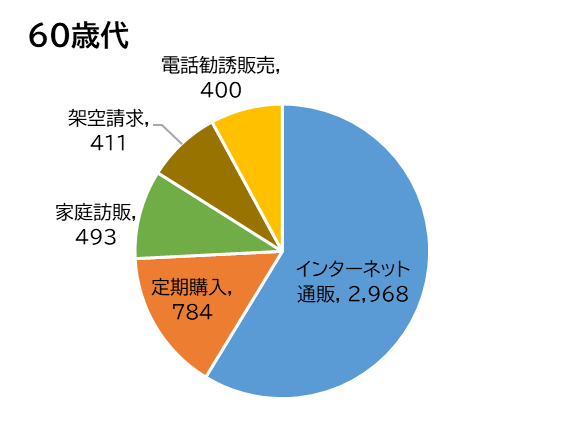 60歳代
電話勧誘販売,
400
架空請求,
411
家庭訪販,
493
定期購入,
784
インターネット
通販, 2,968